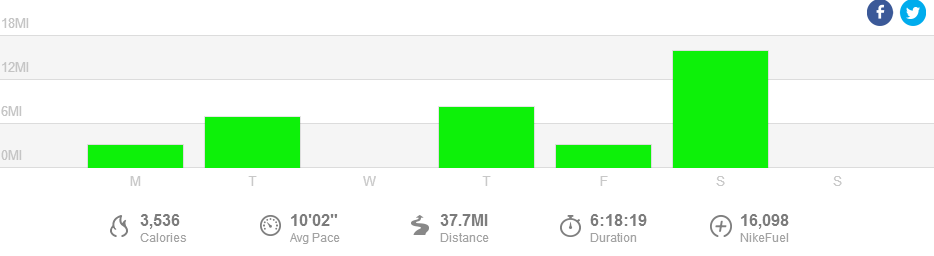 18MI
12MI
6MI
0MI
M T W T F S S
3,536 10'02" 37.7MI 6:18:19 16,098
Calories Avg Pace Distance Duration NikeFuel